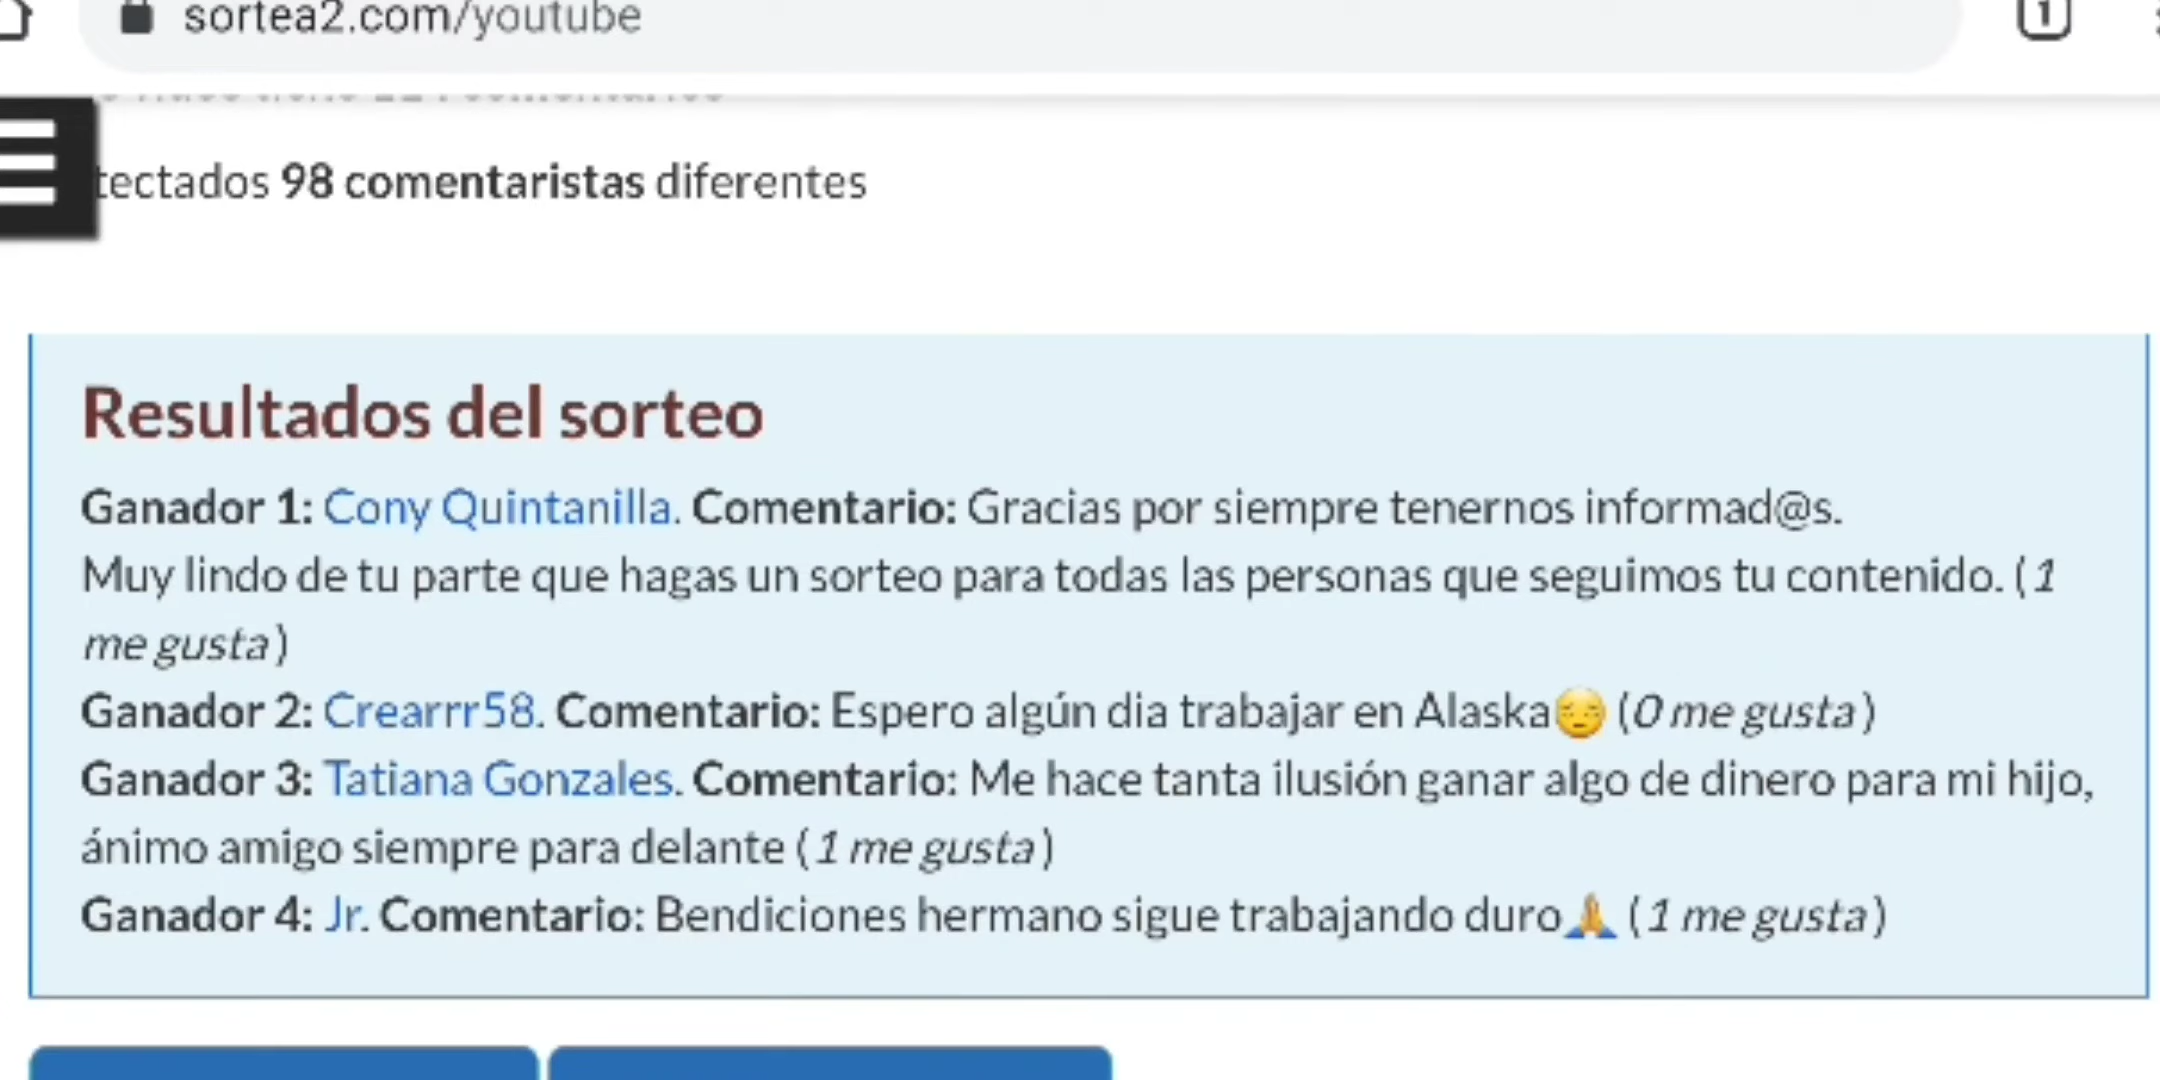 sortea2.com/youtube
1
tectados 98 comentaristas diferentes
Resultados del sorteo
Ganador 1: Cony Quintanilla. Comentario: Gracias por siempre tenernos informad@s.
Muy lindo de tu parte que hagas un sorteo para todas las personas que seguimos tu contenido. (1
me gusta)
Ganador 2: Crearrr58. Comentario: Espero algún dia trabajar en Alaska😔 (0 me gusta)
Ganador 3: Tatiana Gonzales. Comentario: Me hace tanta ilusión ganar algo de dinero para mi hijo,
ánimo amigo siempre para delante (1 me gusta)
Ganador 4: Jr. Comentario: Bendiciones hermano sigue trabajando duro🙏 (1 me gusta)